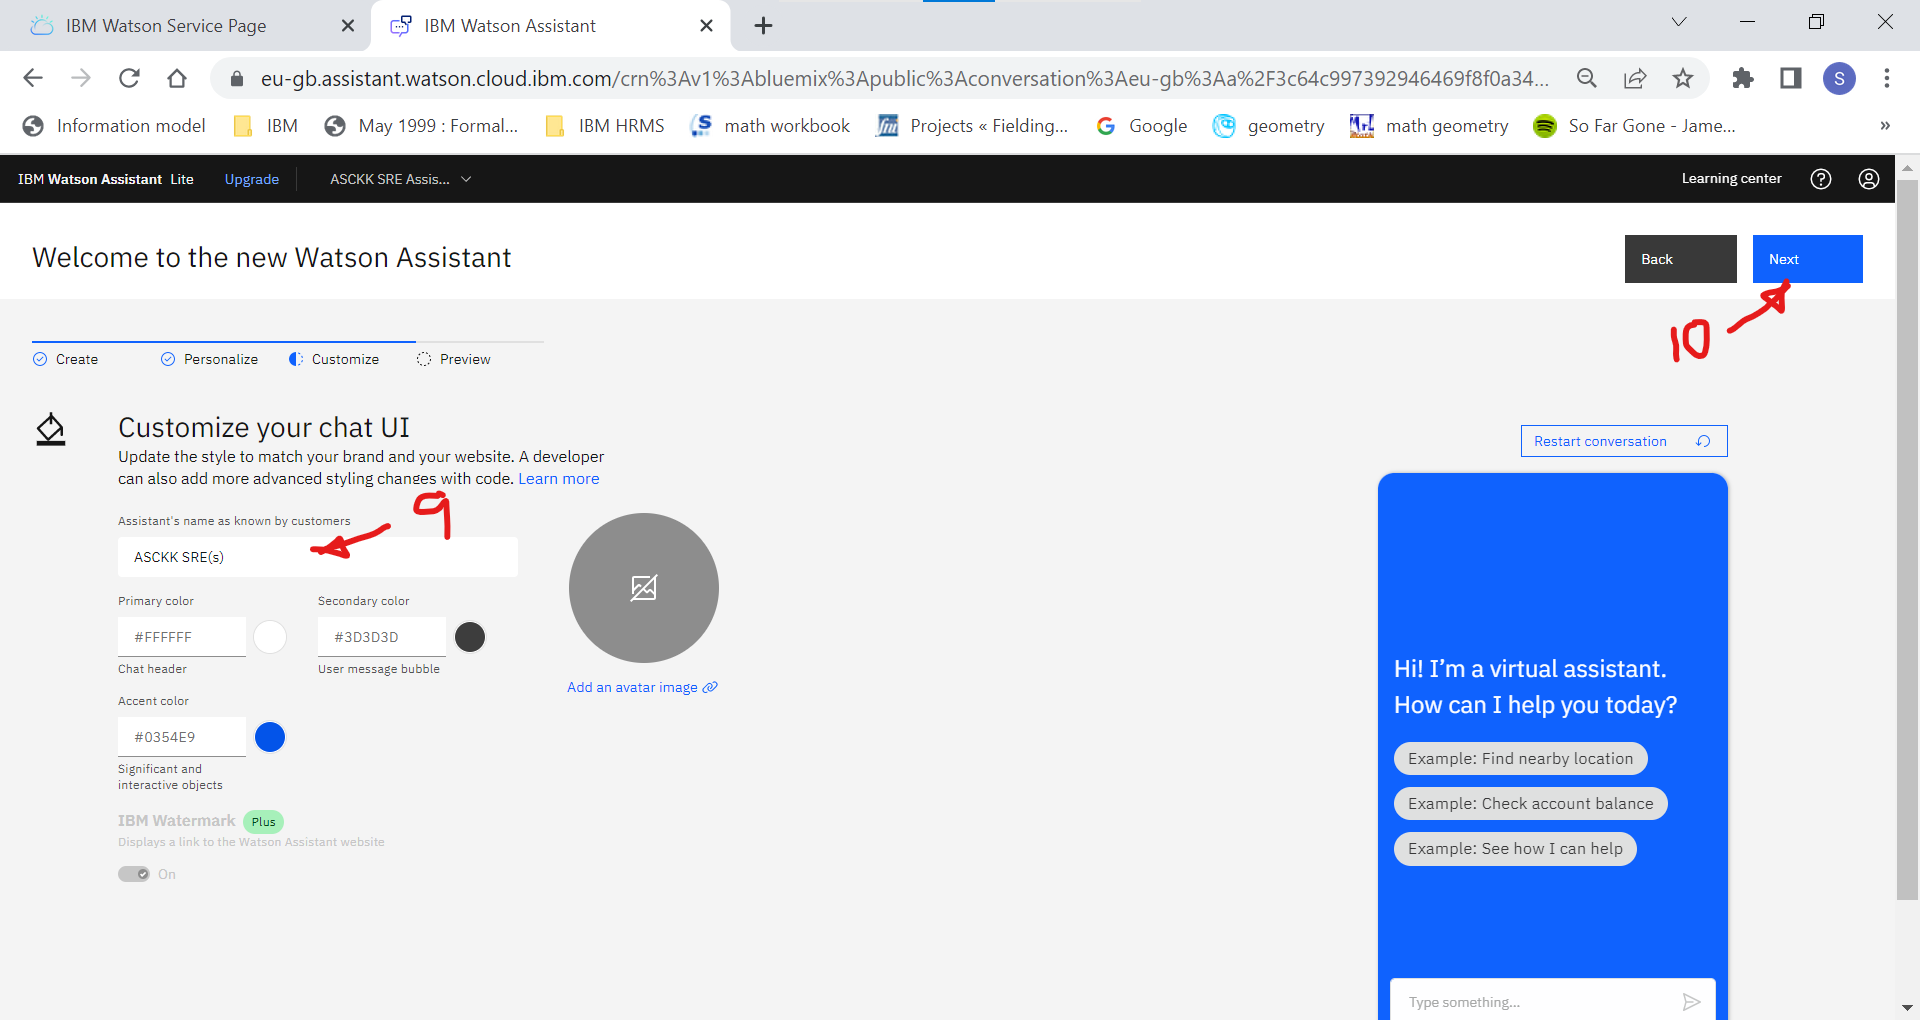 IBM Watson Service Page
IBM Watson Assistant
eu-gb.assistant.watson.cloud.ibm.com/crn%3Av1%3Abluemix%3Apublic%3Aconversation%3Aeu-gb%3Aa%2F3c64c997392946469f8f0a34...
S
Information model
IBM
May 1999 : Formal...
IBM HRMS
math workbook
Projects « Fielding...
Google
geometry
math geometry
So Far Gone - Jame...
»
IBM Watson Assistant Lite
Upgrade
ASCKK SRE Assis...
Learning center
Welcome to the new Watson Assistant
Back
Next
10
Create
Personalize
Customize
Preview
Customize your chat UI
Update the style to match your brand and your website. A developer
can also add more advanced styling changes with code. Learn more
9
Assistant's name as known by customers
ASCKK SRE(s)
Primary color
Secondary color
#FFFFFF
#3D3D3D
Chat header
User message bubble
Add an avatar image
Accent color
#0354E9
Significant and
interactive objects
IBM Watermark Plus
Displays a link to the Watson Assistant website
On
Restart conversation
Hi! I'm a virtual assistant.
How can I help you today?
Example: Find nearby location
Example: Check account balance
Example: See how I can help
Type something...